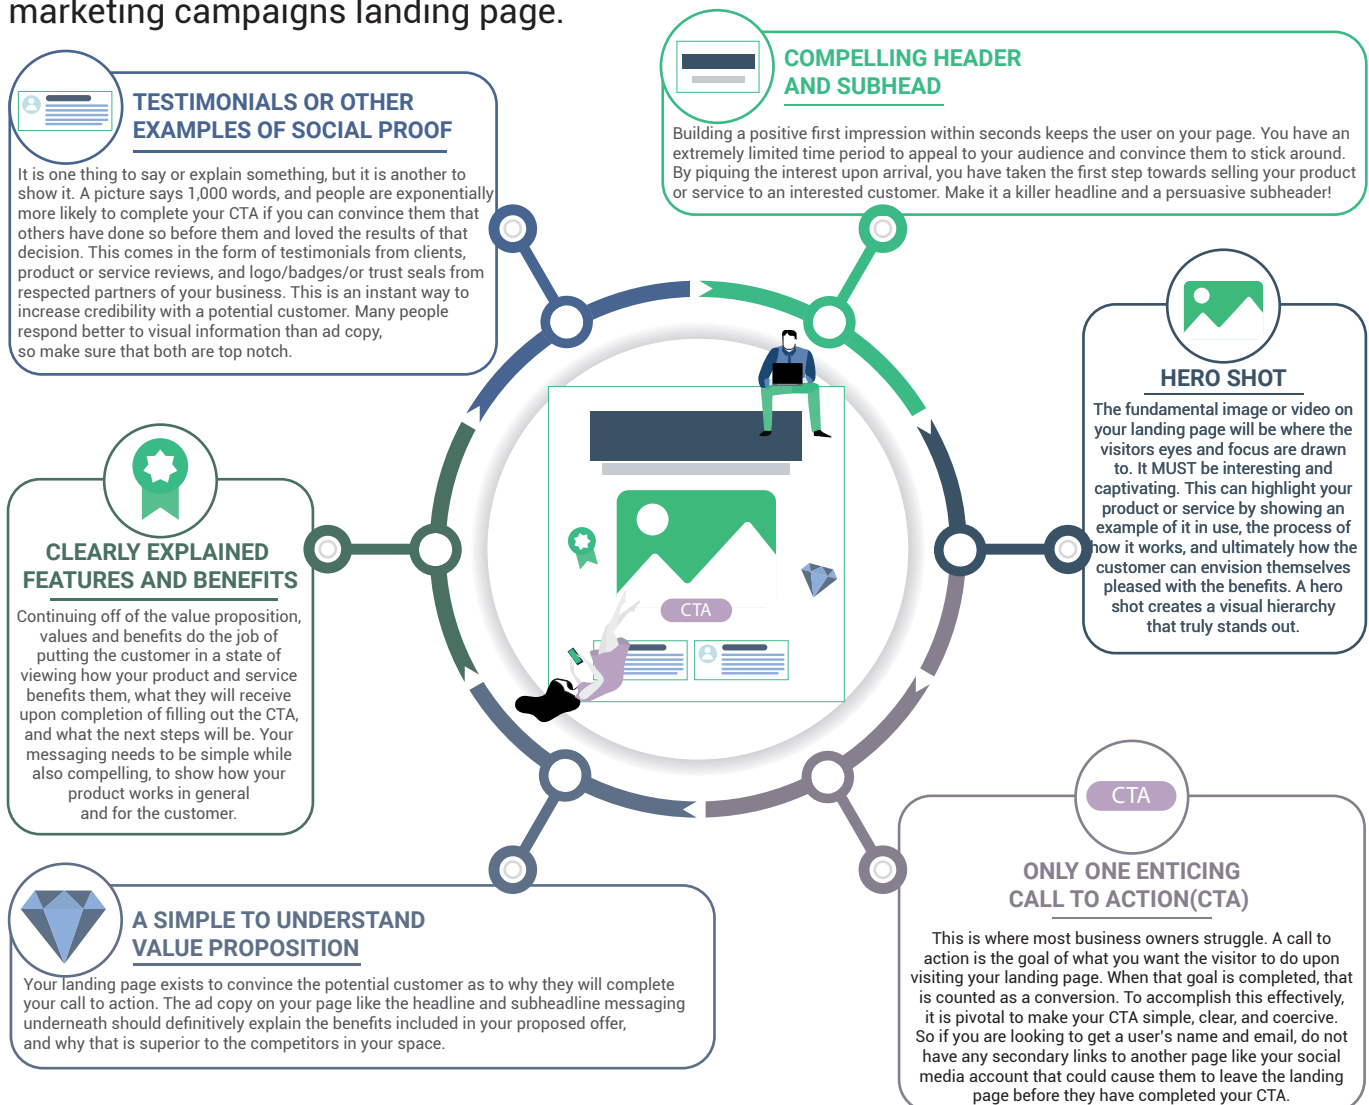 marketing campaigns landing page.
TESTIMONIALS OR OTHER
EXAMPLES OF SOCIAL PROOF
It is one thing to say or explain something, but it is another to
show it. A picture says 1,000 words, and people are exponentially
more likely to complete your CTA if you can convince them that
others have done so before them and loved the results of that
decision. This comes in the form of testimonials from clients,
product or service reviews, and logo/badges/or trust seals from
respected partners of your business. This is an instant way to
increase credibility with a potential customer. Many people
respond better to visual information than ad copy,
so make sure that both are top notch.
COMPELLING HEADER
AND SUBHEAD
Building a positive first impression within seconds keeps the user on your page. You have an
extremely limited time period to appeal to your audience and convince them to stick around.
By piquing the interest upon arrival, you have taken the first step towards selling your product
or service to an interested customer. Make it a killer headline and a persuasive subheader!
HERO SHOT
The fundamental image or video on
your landing page will be where the
visitors eyes and focus are drawn
to. It MUST be interesting and
captivating. This can highlight your
product or service by showing an
example of it in use, the process of
how it works, and ultimately how the
customer can envision themselves
pleased with the benefits. A hero
shot creates a visual hierarchy
that truly stands out.
CLEARLY EXPLAINED
FEATURES AND BENEFITS
Continuing off of the value proposition,
values and benefits do the job of
putting the customer in a state of
viewing how your product and service
benefits them, what they will receive
upon completion of filling out the CTA,
and what the next steps will be. Your
messaging needs to be simple while
also compelling, to show how your
product works in general
and for the customer.
CTA
A SIMPLE TO UNDERSTAND
VALUE PROPOSITION
Your landing page exists to convince the potential customer as to why they will complete
your call to action. The ad copy on your page like the headline and subheadline messaging
underneath should definitively explain the benefits included in your proposed offer,
and why that is superior to the competitors in your space.
CTA
ONLY ONE ENTICING
CALL TO ACTION(CTA)
This is where most business owners struggle. A call to
action is the goal of what you want the visitor to do upon
visiting your landing page. When that goal is completed, that
is counted as a conversion. To accomplish this effectively,
it is pivotal to make your CTA simple, clear, and coercive.
So if you are looking to get a user's name and email, do not
have any secondary links to another page like your social
media account that could cause them to leave the landing
page before they have completed your CTA.